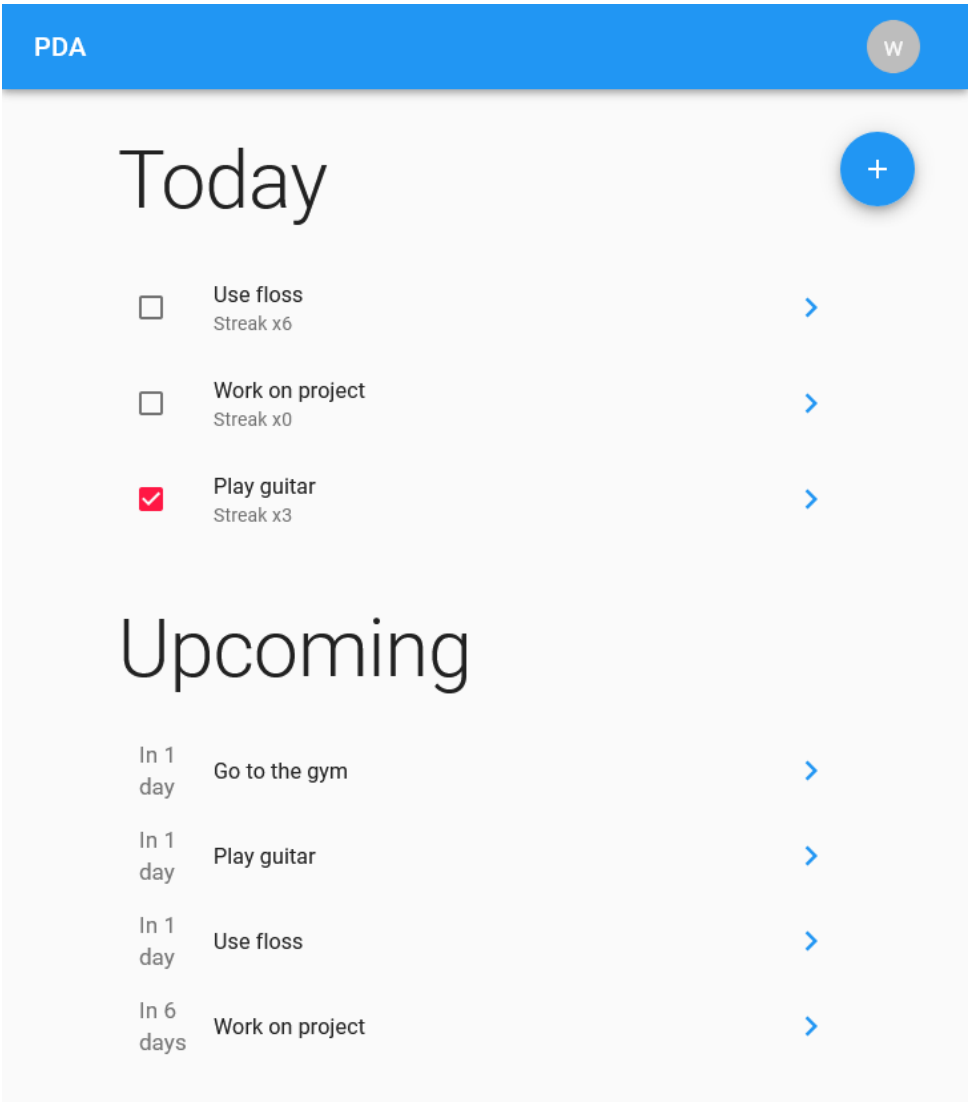 PDA
W
Today
+
Use floss
Streak x6
Work on project
Streak x0
Play guitar
Streak x3
Upcoming
In 1
day
Go to the gym
In 1
day
Play guitar
In 1
day
Use floss
In 6
days
Work on project